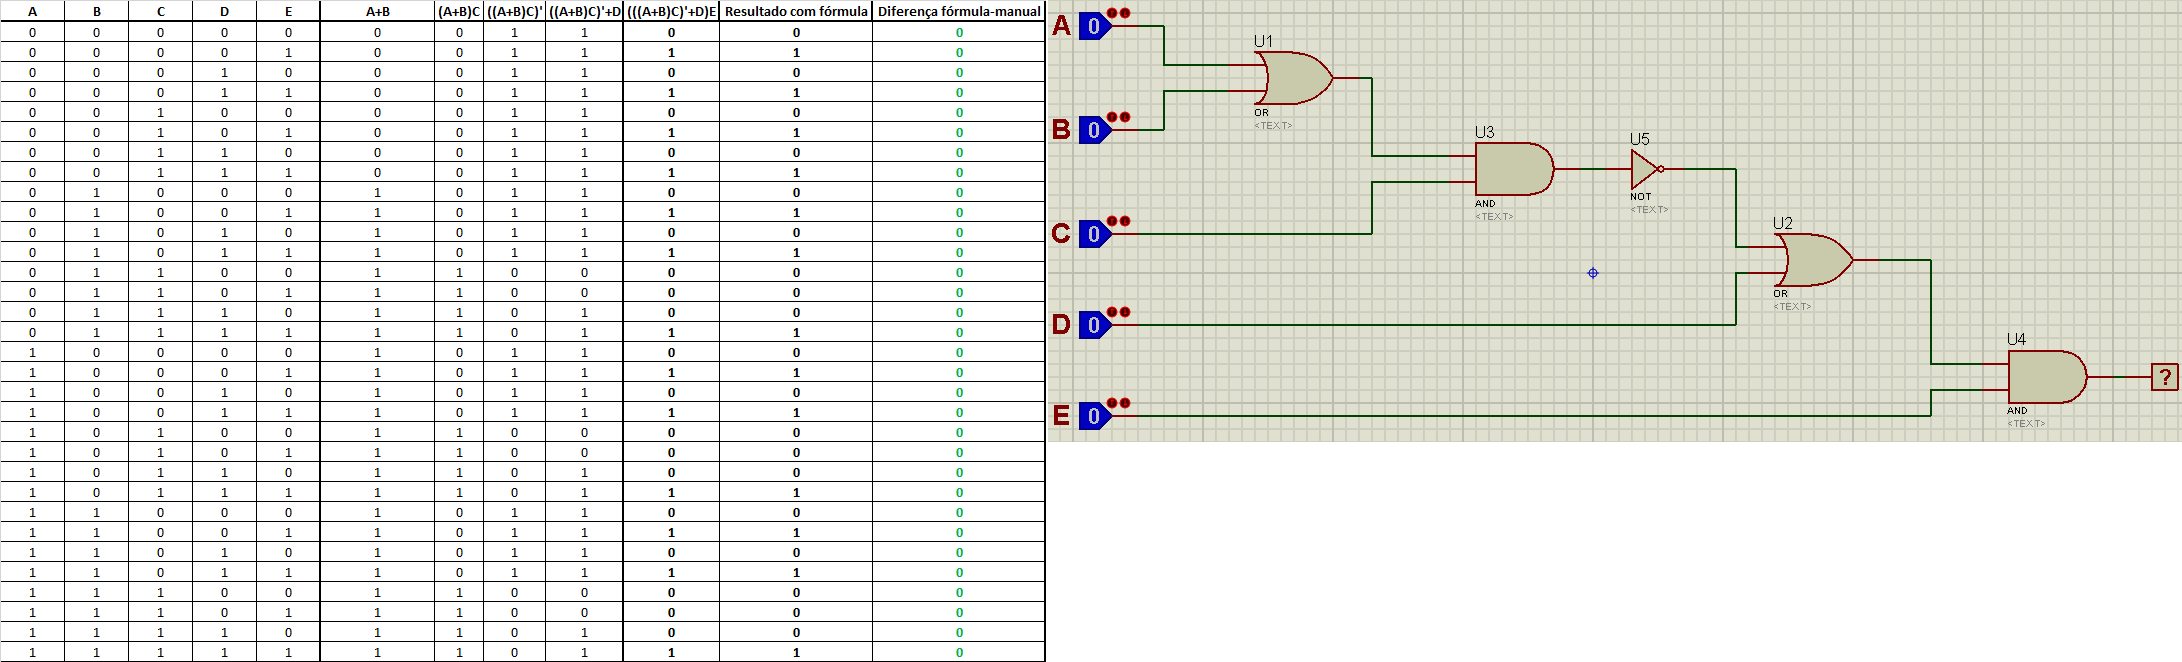 A B C D E A+B (A+B)C ((A+B)C)' ((A+B)C)'+D (((A+B)C)'+D)E Resultado com fórmula Diferença fórmula-manual
0 0 0 0 0 0 0 1 1 0 0 0
0 0 0 0 1 0 0 1 1 1 1 0
0 0 0 1 0 0 0 1 1 0 0 0
0 0 0 1 1 0 0 1 1 1 1 0
0 0 1 0 0 0 0 1 1 0 0 0
0 0 1 0 1 0 0 1 1 1 1 0
0 0 1 1 0 0 0 1 1 0 0 0
0 0 1 1 1 0 0 1 1 1 1 0
0 1 0 0 0 1 0 1 1 0 0 0
0 1 0 0 1 1 0 1 1 1 1 0
0 1 0 1 0 1 0 1 1 0 0 0
0 1 0 1 1 1 0 1 1 1 1 0
0 1 1 0 0 1 1 0 0 0 0 0
0 1 1 0 1 1 1 0 0 0 0 0
0 1 1 1 0 1 1 0 1 0 0 0
0 1 1 1 1 1 1 0 1 1 1 0
1 0 0 0 0 1 0 1 1 0 0 0
1 0 0 0 1 1 0 1 1 1 1 0
1 0 0 1 0 1 0 1 1 0 0 0
1 0 0 1 1 1 0 1 1 1 1 0
1 0 1 0 0 1 1 0 0 0 0 0
1 0 1 0 1 1 1 0 0 0 0 0
1 0 1 1 0 1 1 0 1 0 0 0
1 0 1 1 1 1 1 0 1 1 1 0
1 1 0 0 0 1 0 1 1 0 0 0
1 1 0 0 1 1 0 1 1 1 1 0
1 1 0 1 0 1 0 1 1 0 0 0
1 1 0 1 1 1 0 1 1 1 1 0
1 1 1 0 0 1 1 0 0 0 0 0
1 1 1 0 1 1 1 0 0 0 0 0
1 1 1 1 0 1 1 0 1 0 0 0
1 1 1 1 1 1 1 0 1 1 1 0
A 0
U1
OR
<TEXT>
B 0
U3
AND
<TEXT>
U5
NOT
<TEXT>
C 0
U2
OR
<TEXT>
D 0
U4
AND
<TEXT>
?
E 0